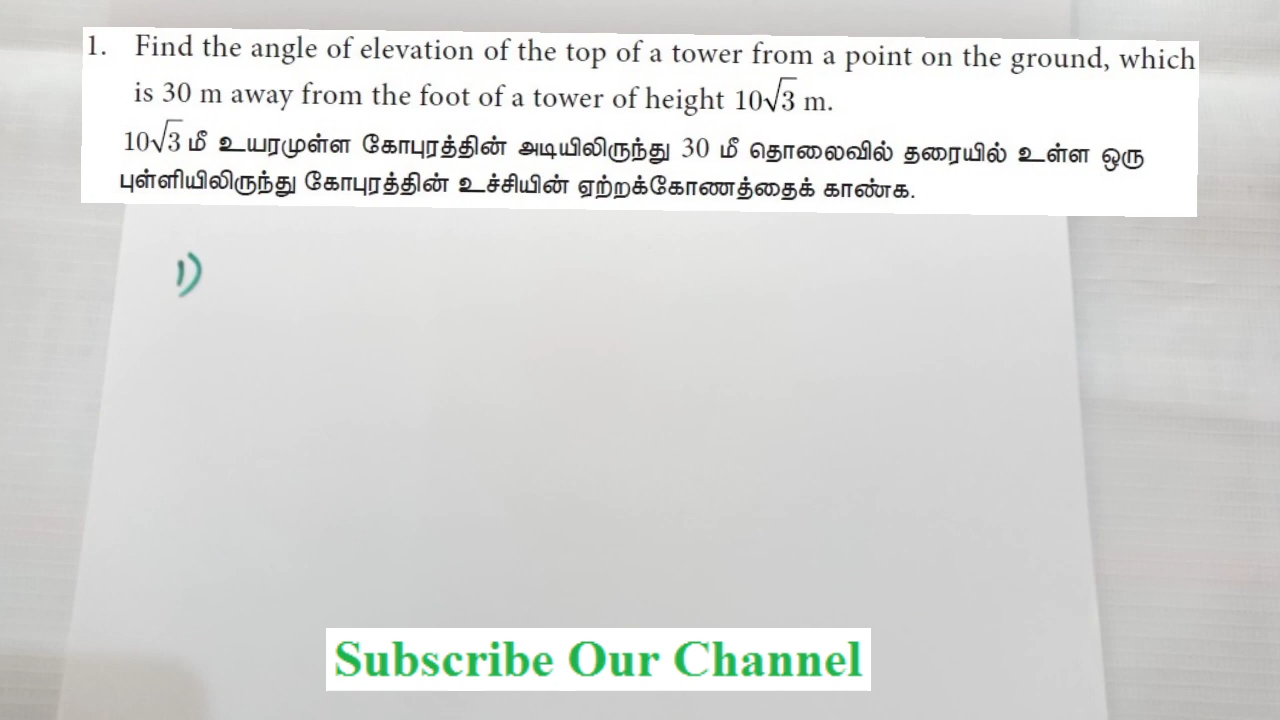 1. Find the angle of elevation of the top of a tower from a point on the ground, which
is 30 m away from the foot of a tower of height 10√3 m.
10√3 மீ உயரமுள்ள கோபுரத்தின் அடியிலிருந்து 30 மீ தொலைவில் தரையில் உள்ள ஒரு
புள்ளியிலிருந்து கோபுரத்தின் உச்சியின் ஏற்றக்கோணத்தைக் காண்க.
1)
Subscribe Our Channel